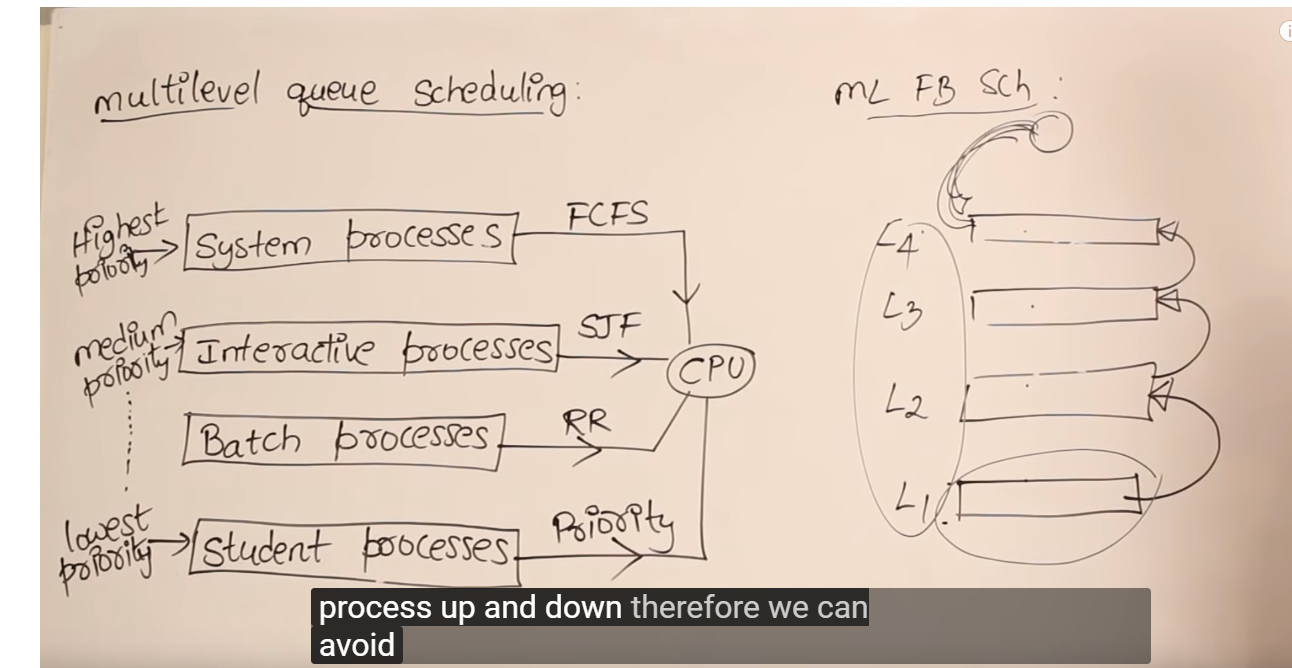 multilevel queue Scheduling:
Highest
priority
System processes
FCFS
medium
priority
Interactive processes
SJF
CPU
Batch processes
RR
lowest
priority
Student processes
Priority
ML FB Sch:
L4
L3
L2
L1
process up and down therefore we can
avoid